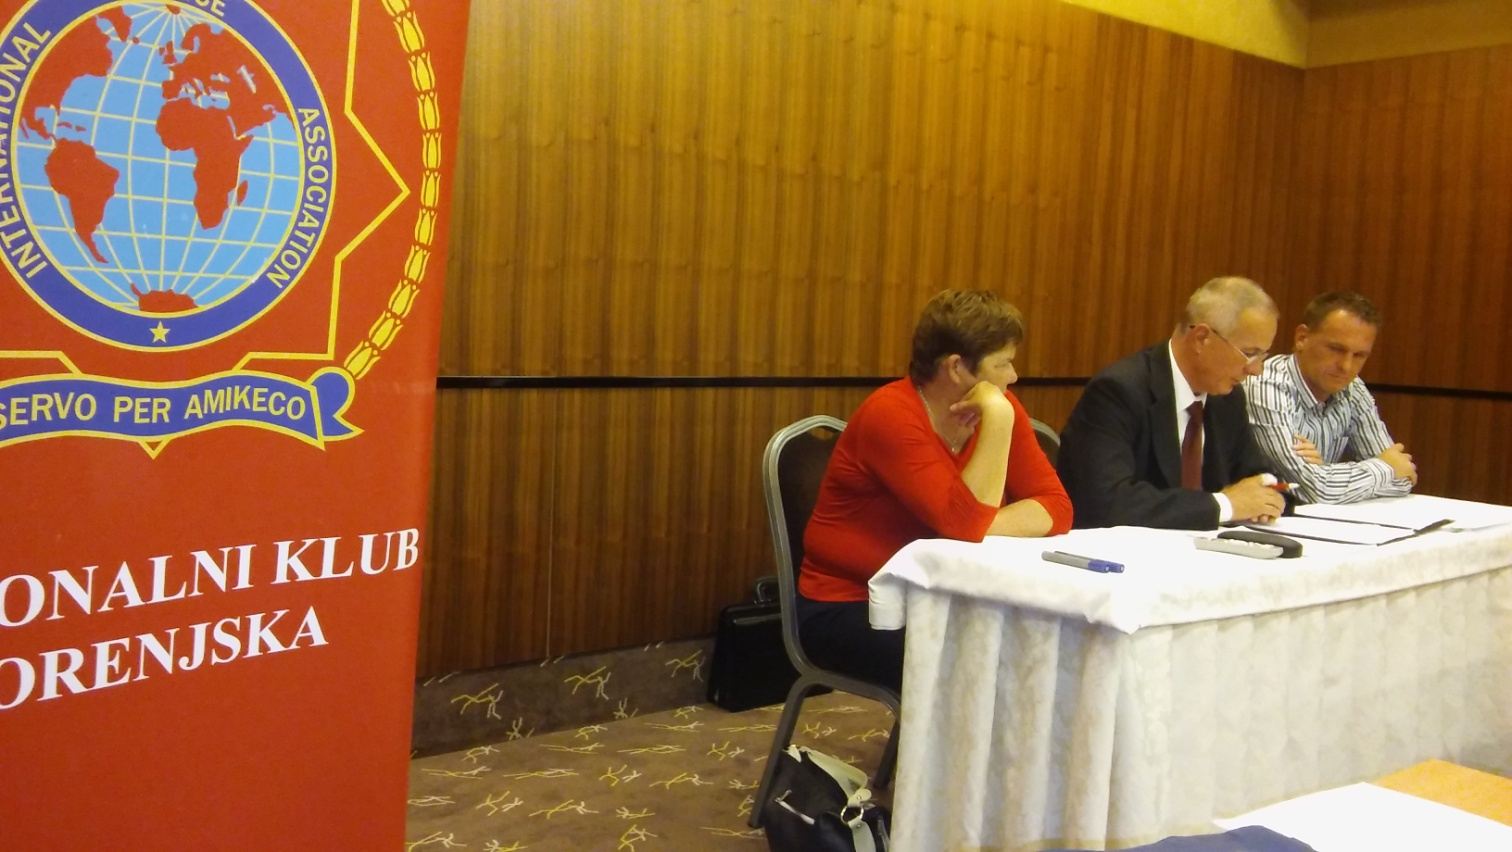 INTERNATIONAL
ASSOCIATION
SERVO PER AMIKECO
ONALNI KLUB
ORENJSKA